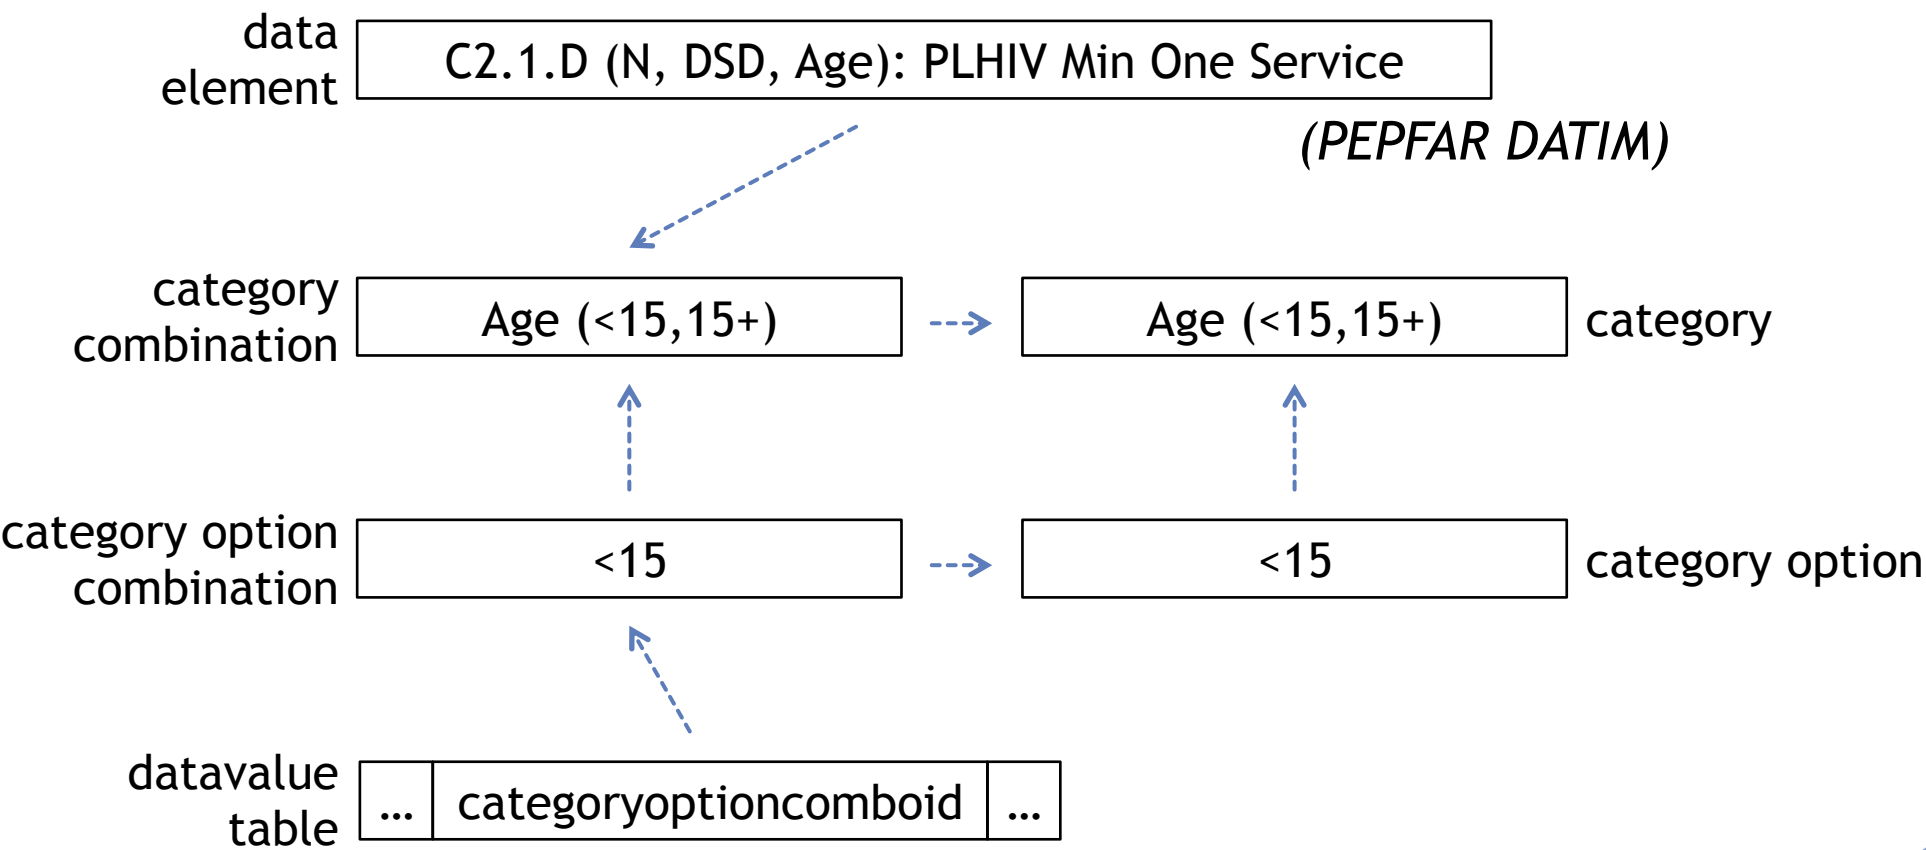 data
element
C2.1.D (N, DSD, Age): PLHIV Min One Service
(PEPFAR DATIM)
category
combination
Age (<15,15+)
Age (<15,15+)
category
category option
combination
<15
<15
category option
datavalue
table
... categoryoptioncomboid ...